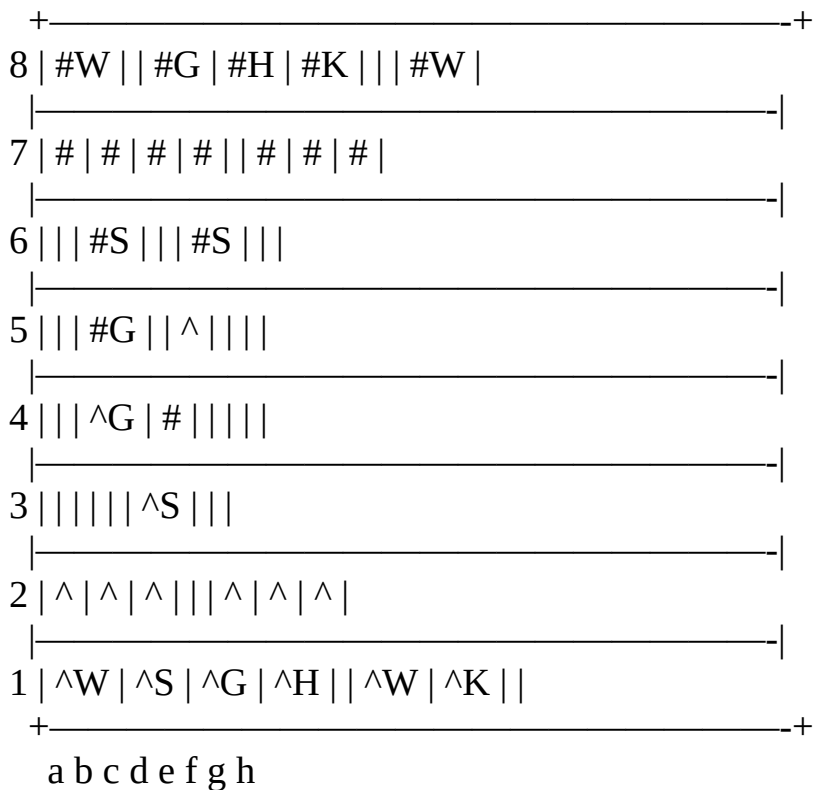 +——————————————————-+
8 | #W | | #G | #H | #K | | | #W |
|——————————————————-|
7 | # | # | # | # | | # | # | # |
|——————————————————-|
6 | | | #S | | | #S | | |
|——————————————————-|
5 | | | #G | | ^ | | | |
|——————————————————-|
4 | | | ^G | # | | | | |
|——————————————————-|
3 | | | | | | ^S | | |
|——————————————————-|
2 | ^ | ^ | ^ | | | ^ | ^ | ^ |
|——————————————————-|
1 | ^W | ^S | ^G | ^H | | ^W | ^K | |
+——————————————————-+
a b c d e f g h